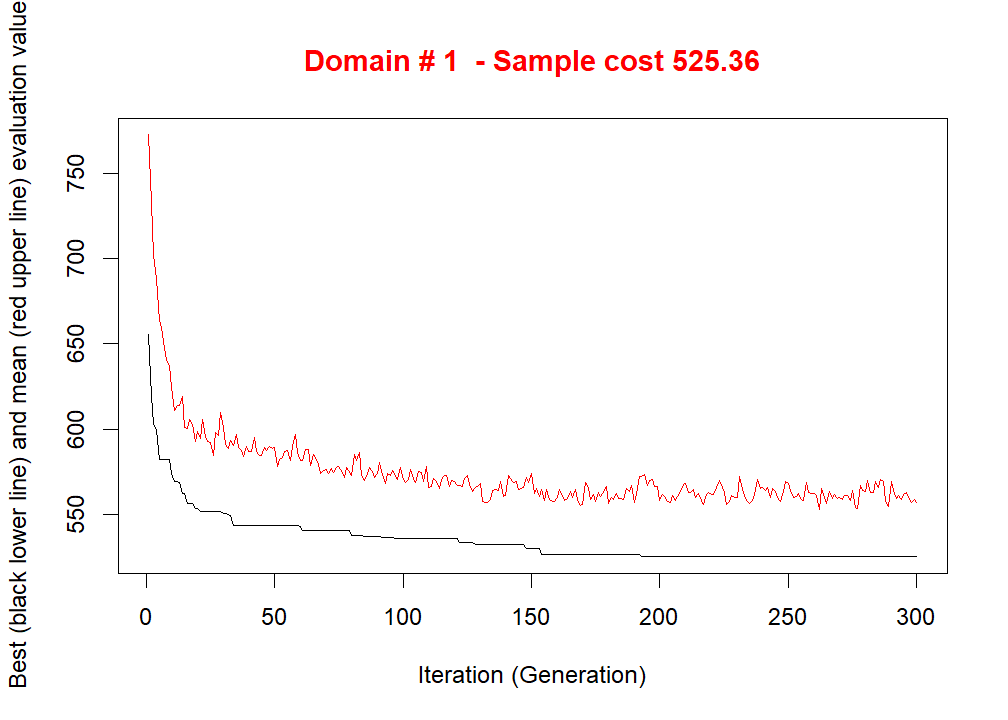 Domain # 1  - Sample cost 525.36
Best (black lower line) and mean (red upper line) evaluation value
750
700
650
600
550
0 50 100 150 200 250 300
Iteration (Generation)